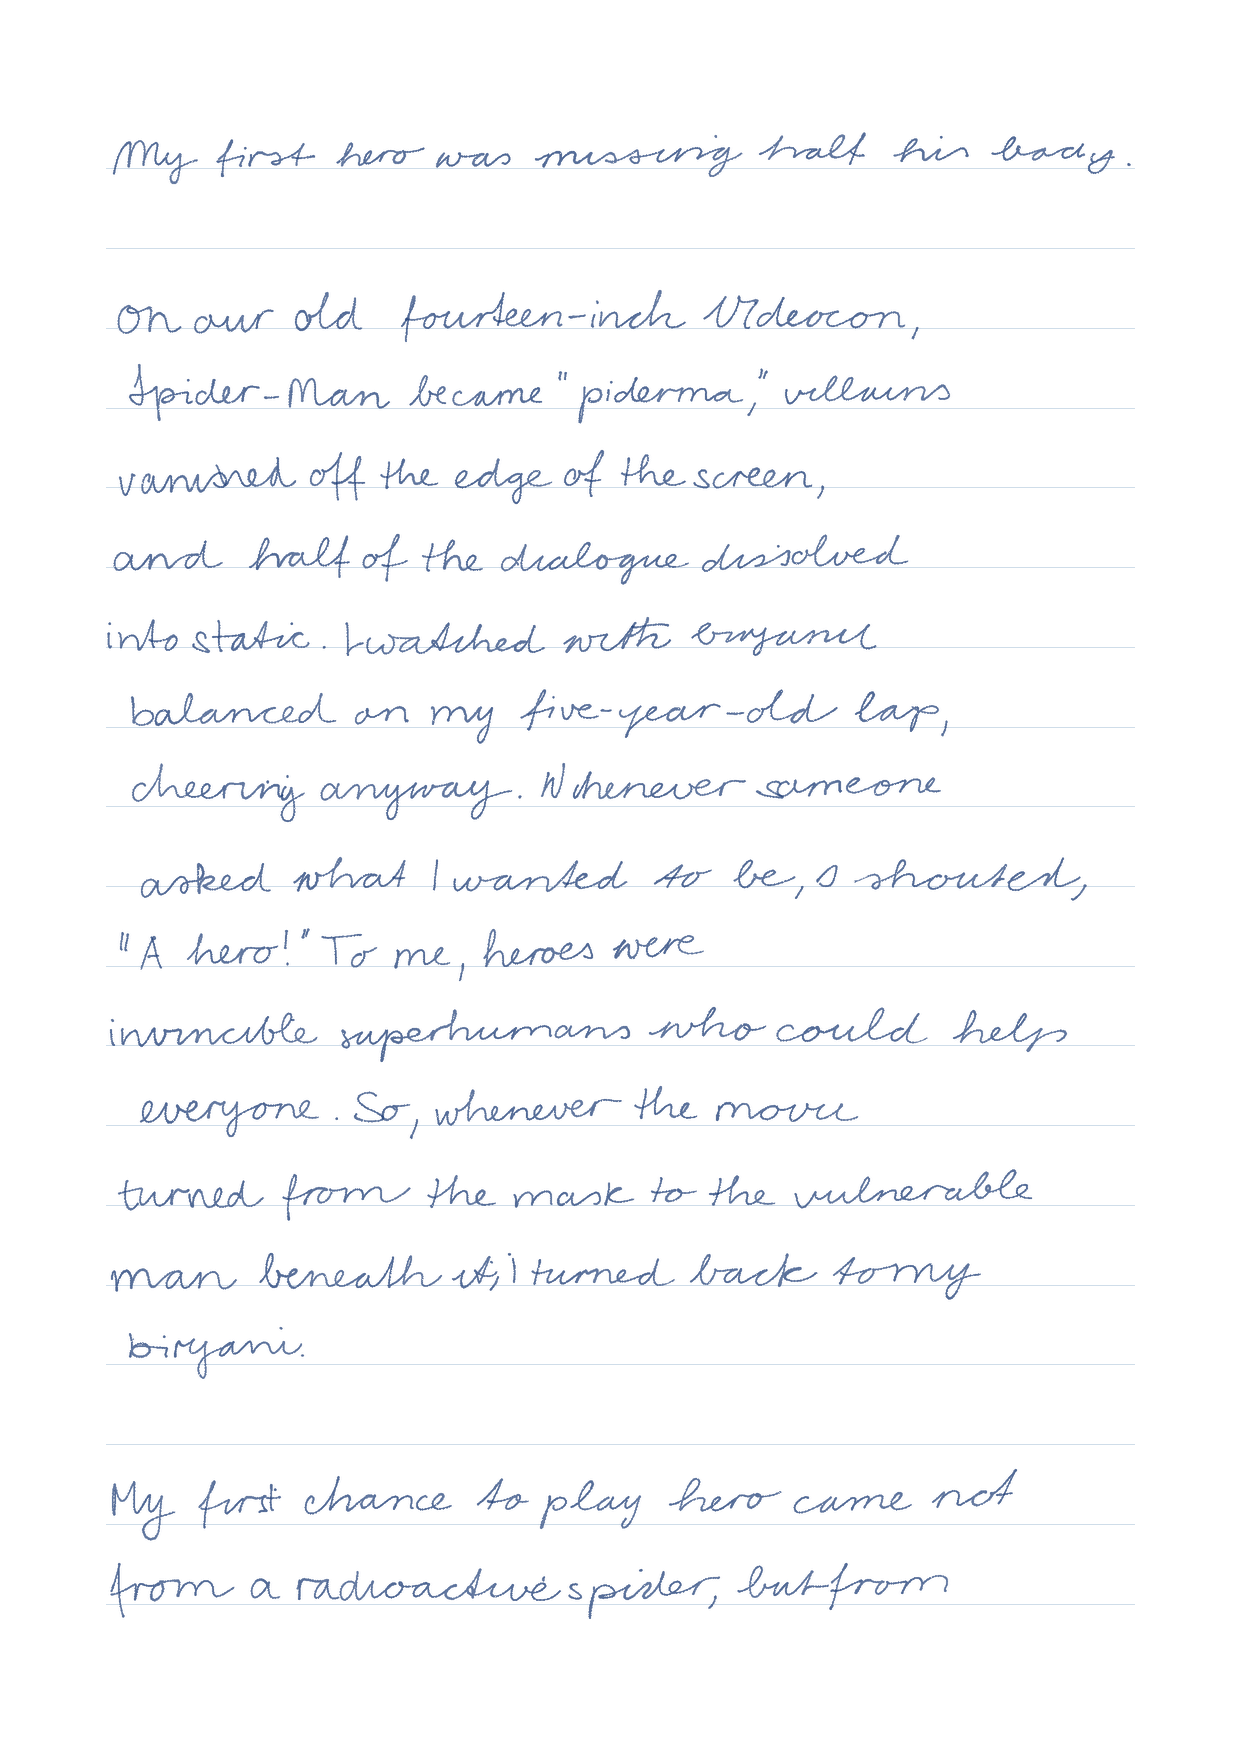 My first hero was missing half his body.
On our old fourteen-inch Videocon,
Spider-Man became "piderma," villains
vanished off the edge of the screen,
and half of the dialogue dissolved
into static. I watched with biryani
balanced on my five-year-old lap,
cheering anyway. Whenever someone
asked what I wanted to be, I shouted,
"A hero!" To me, heroes were
invincible superhumans who could help
everyone. So, whenever the movie
turned from the mask to the vulnerable
man beneath it, I turned back to my
biryani.
My first chance to play hero came not
from a radioactive spider, but from